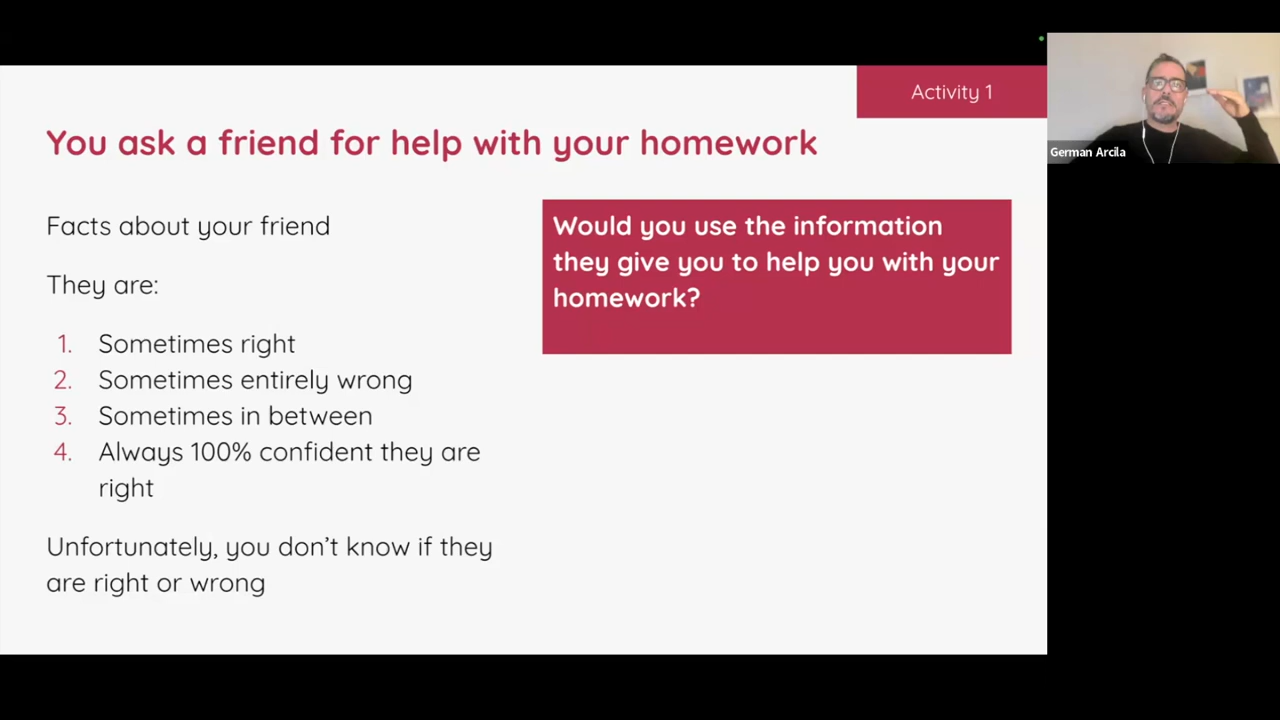 Activity 1
You ask a friend for help with your homework
Facts about your friend
They are:
1. Sometimes right
2. Sometimes entirely wrong
3. Sometimes in between
4. Always 100% confident they are
right
Unfortunately, you don’t know if they
are right or wrong
Would you use the information
they give you to help you with your
homework?
German Arcila